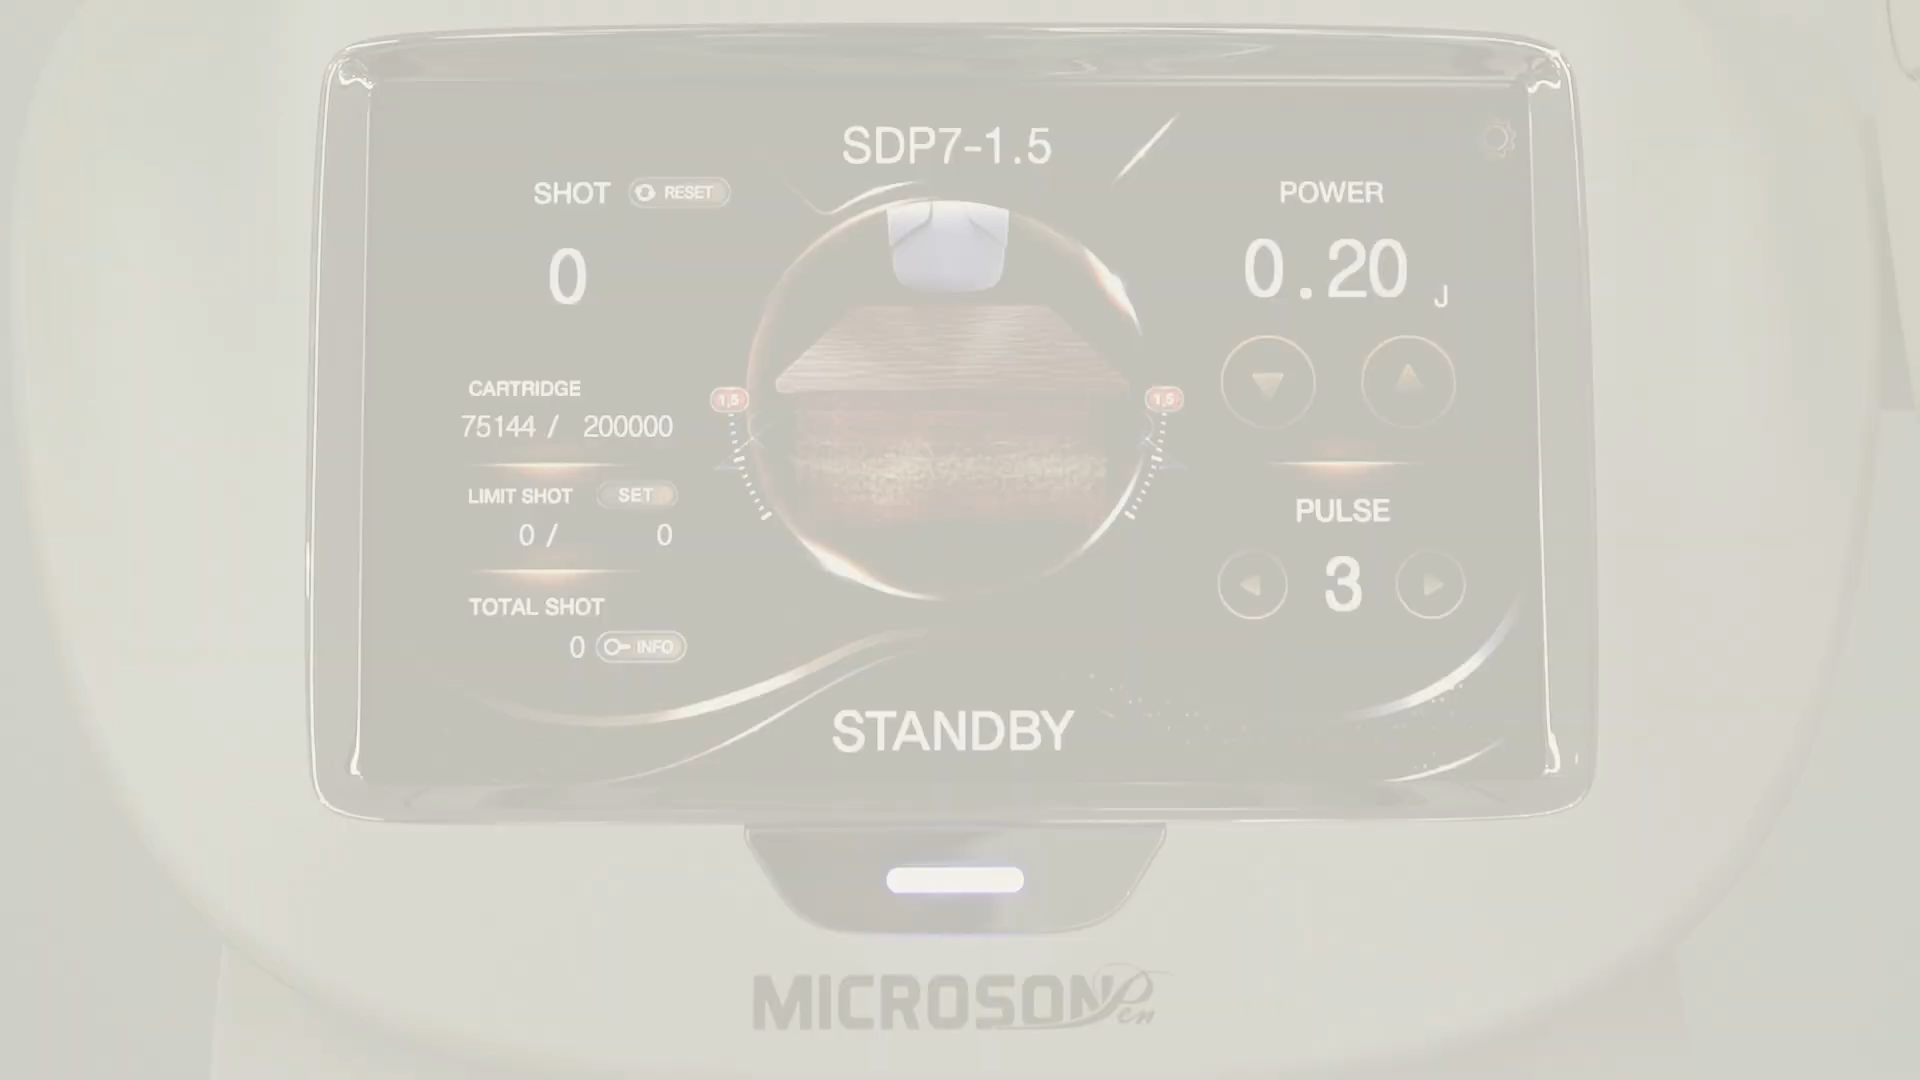 SDP7-1.5
SHOT RESET
0
CARTRIDGE
75144 / 200000
LIMIT SHOT SET
0 / 0
TOTAL SHOT
0 INFO
1,5
1,5
POWER
0.20 J
PULSE
3
STANDBY
MICROSON Pen